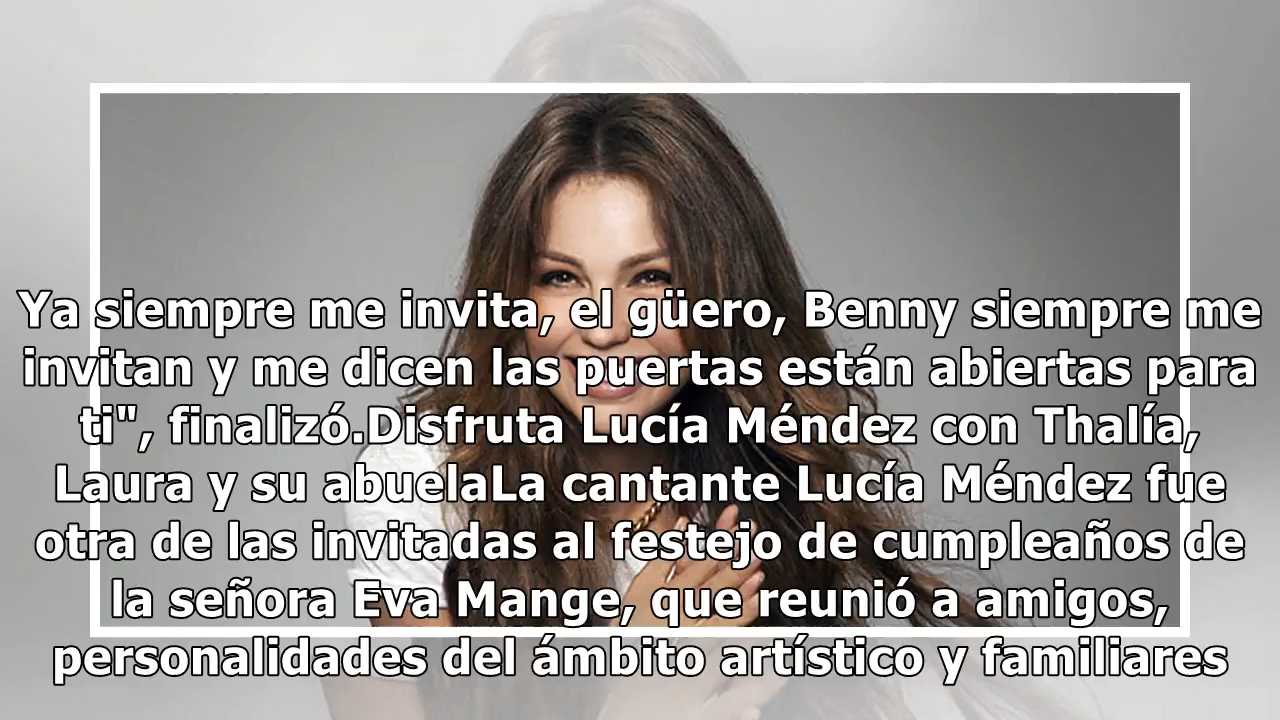 Ya siempre me invita, el güero, Benny siempre me
invitan y me dicen las puertas están abiertas para
ti", finalizó.Disfruta Lucía Méndez con Thalía,
Laura y su abuelaLa cantante Lucía Méndez fue
otra de las invitadas al festejo de cumpleaños de
la señora Eva Mange, que reunió a amigos,
personalidades del ámbito artístico y familiares